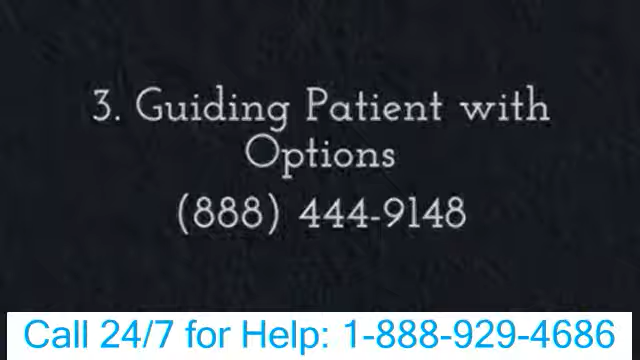 3. Guiding Patient with
Options
(888) 444-9148
Call 24/7 for Help: 1-888-929-4686